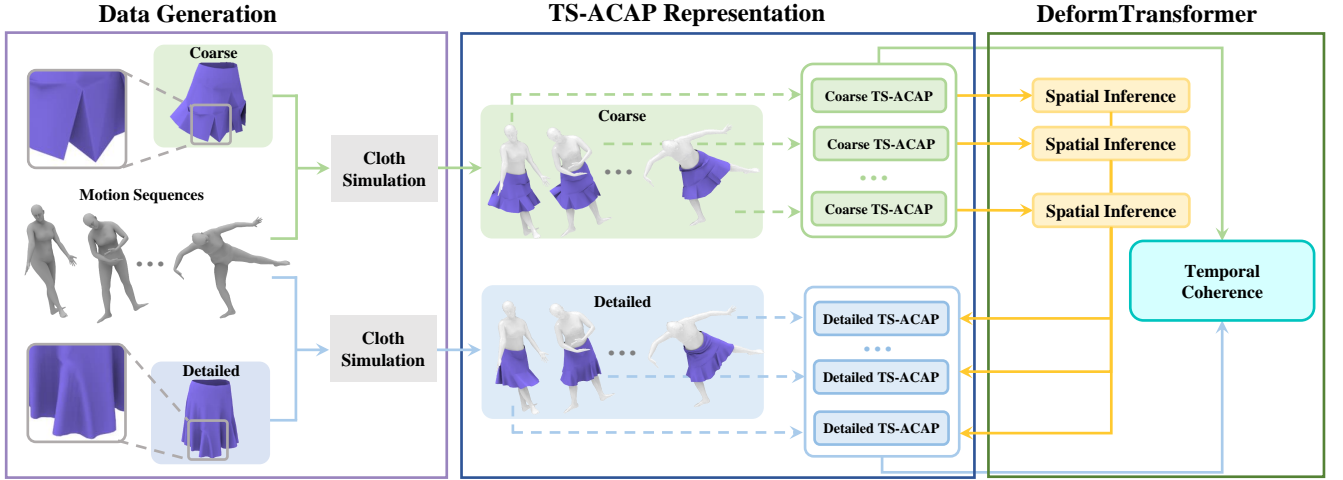 Data Generation
TS-ACAP Representation
DeformTransformer
Coarse
Motion Sequences
Detailed
Cloth
Simulation
Cloth
Simulation
Coarse
Detailed
Coarse TS-ACAP
Coarse TS-ACAP
Coarse TS-ACAP
Detailed TS-ACAP
Detailed TS-ACAP
Detailed TS-ACAP
Spatial Inference
Spatial Inference
Spatial Inference
Temporal
Coherence